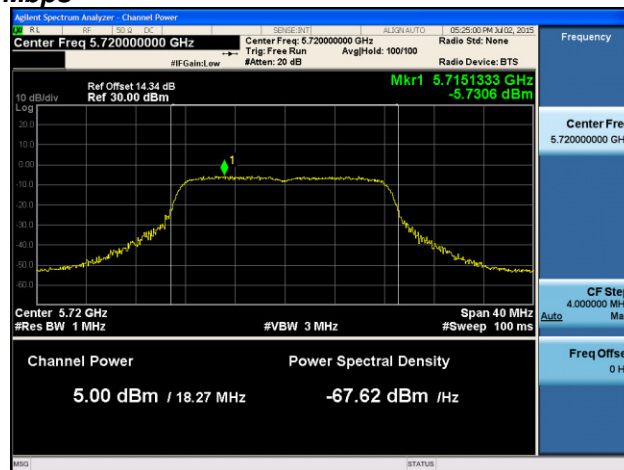 Mbps
Agilent Spectrum Analyzer - Channel Power
RL RF 50 Ω DC SENSE:INT ALIGN AUTO 05:25:00 PM Jul 02, 2015
Center Freq 5.720000000 GHz Center Freq: 5.720000000 GHz Radio Std: None Frequency
Trig: Free Run Avg|Hold: 100/100
#IFGain:Low #Atten: 20 dB Radio Device: BTS
Ref Offset 14.34 dB Mkr1 5.7151333 GHz
10 dB/div Ref 30.00 dBm -5.7306 dBm
Log
20.0
10.0
0.00
-10.0
-20.0
-30.0
-40.0
-50.0
-60.0
1
Center Fre
5.720000000 GH
Center 5.72 GHz Span 40 MHz
#Res BW 1 MHz #VBW 3 MHz #Sweep 100 ms
CF Ste
4.000000 MH
Auto Ma
Channel Power Power Spectral Density
5.00 dBm / 18.27 MHz -67.62 dBm /Hz
Freq Offse
0 H
MSG STATUS